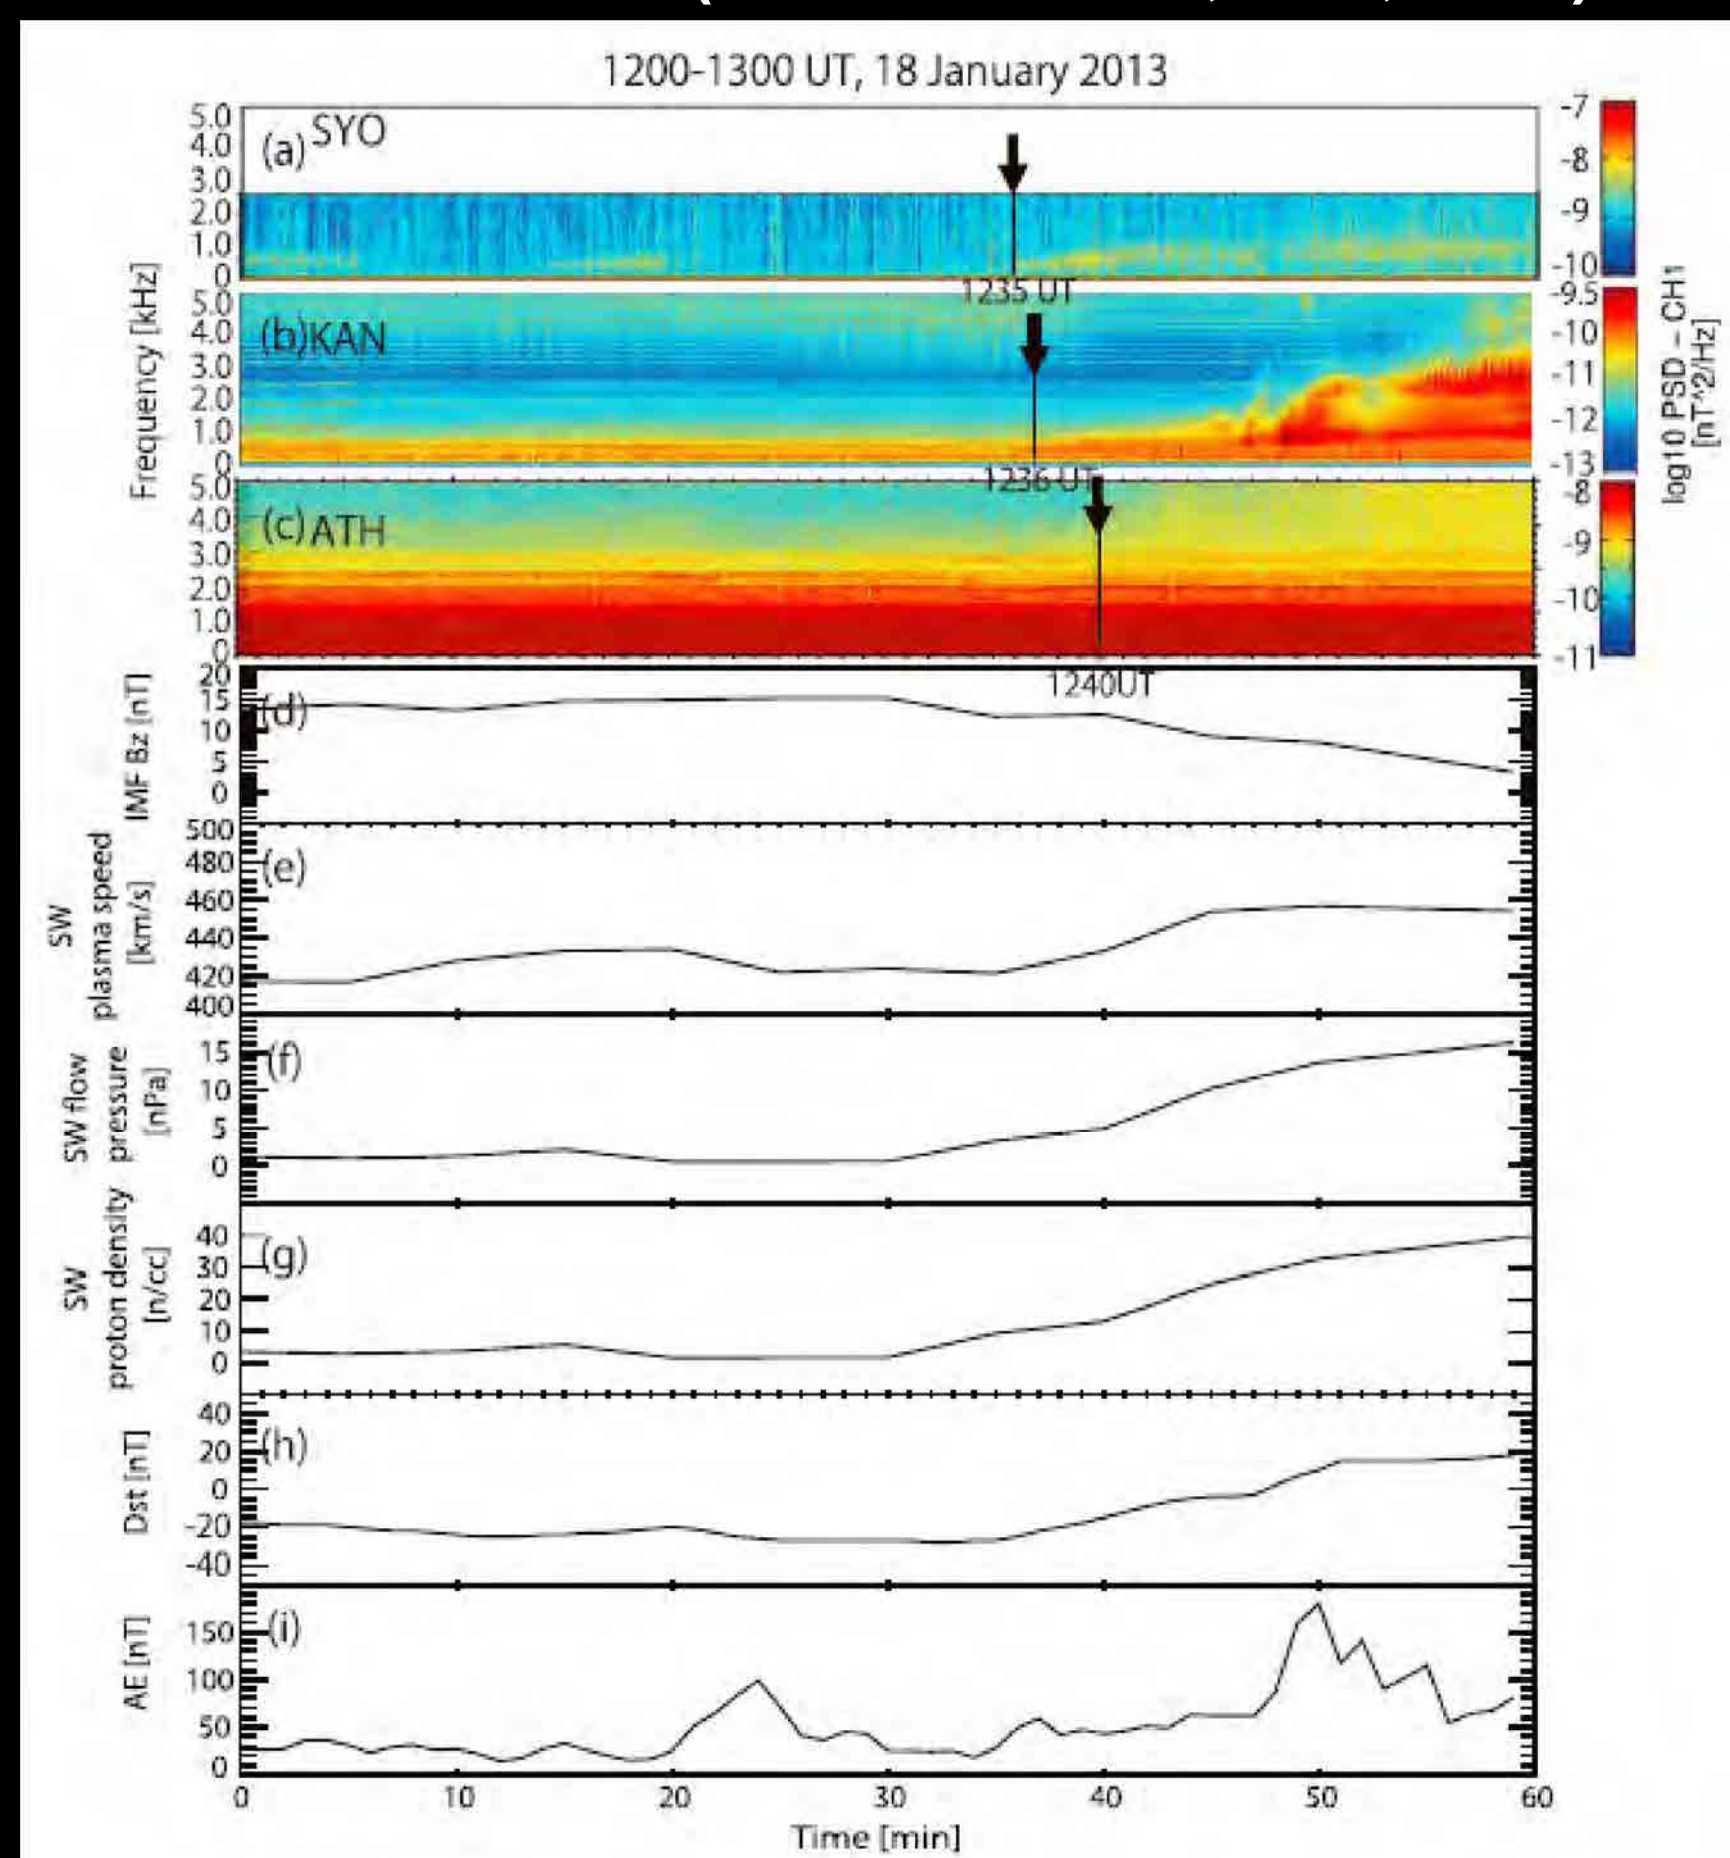 1200-1300 UT, 18 January 2013
Frequency [kHz]
5.0
4.0
3.0
2.0
1.0
0
(a) SYO
1235 UT
-7
-8
-9
-10
5.0
4.0
3.0
2.0
1.0
0
(b) KAN
1236 UT
-9.5
-10
-11
-12
-13
log10 PSD – CH1
[nT^2/Hz]
5.0
4.0
3.0
2.0
1.0
0
(c) ATH
1240UT
-8
-9
-10
-11
IMF Bz [nT]
20
15
10
5
0
(d)
SW
plasma speed
[km/s]
500
480
460
440
420
400
(e)
SW flow
pressure
[nPa]
15
10
5
0
(f)
SW
proton density
[n/cc]
40
30
20
10
0
(g)
Dst [nT]
40
20
0
-20
-40
(h)
AE [nT]
150
100
50
0
(i)
0 10 20 30 40 50 60
Time [min]